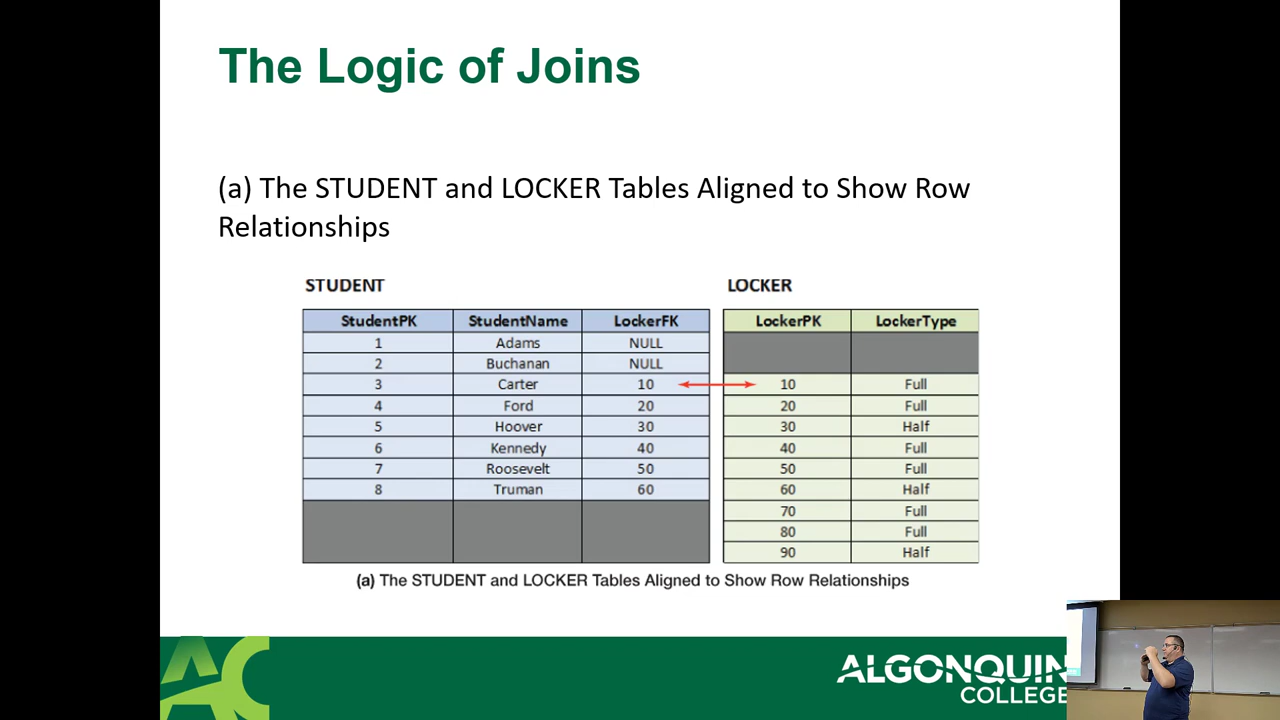 The Logic of Joins
(a) The STUDENT and LOCKER Tables Aligned to Show Row
Relationships
STUDENT LOCKER
StudentPK StudentName LockerFK LockerPK LockerType
1 Adams NULL
2 Buchanan NULL
3 Carter 10 10 Full
4 Ford 20 20 Full
5 Hoover 30 30 Half
6 Kennedy 40 40 Full
7 Roosevelt 50 50 Full
8 Truman 60 60 Half
70 Full
80 Full
90 Half
(a) The STUDENT and LOCKER Tables Aligned to Show Row Relationships
AC
ALGONQUIN
COLLEGE